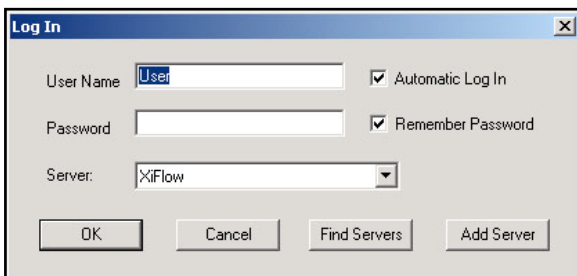 Log In
User Name User Automatic Log In
Password Remember Password
Server: XiFlow
OK Cancel Find Servers Add Server